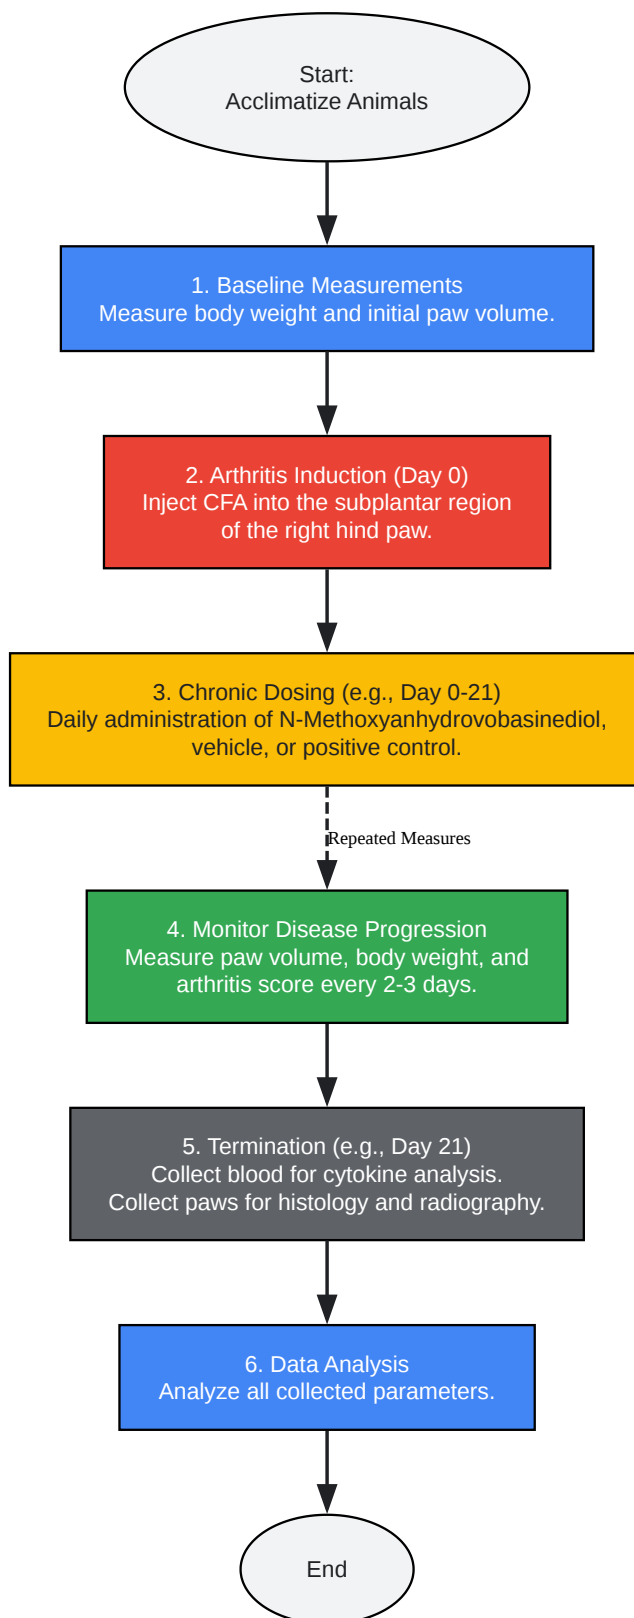 Start:
Acclimatize Animals
1. Baseline Measurements
Measure body weight and initial paw volume.
2. Arthritis Induction (Day 0)
Inject CFA into the subplantar region
of the right hind paw.
3. Chronic Dosing (e.g., Day 0-21)
Daily administration of N-Methoxyanhydrovobasinediol,
vehicle, or positive control.
Repeated Measures
4. Monitor Disease Progression
Measure paw volume, body weight, and
arthritis score every 2-3 days.
5. Termination (e.g., Day 21)
Collect blood for cytokine analysis.
Collect paws for histology and radiography.
6. Data Analysis
Analyze all collected parameters.
End